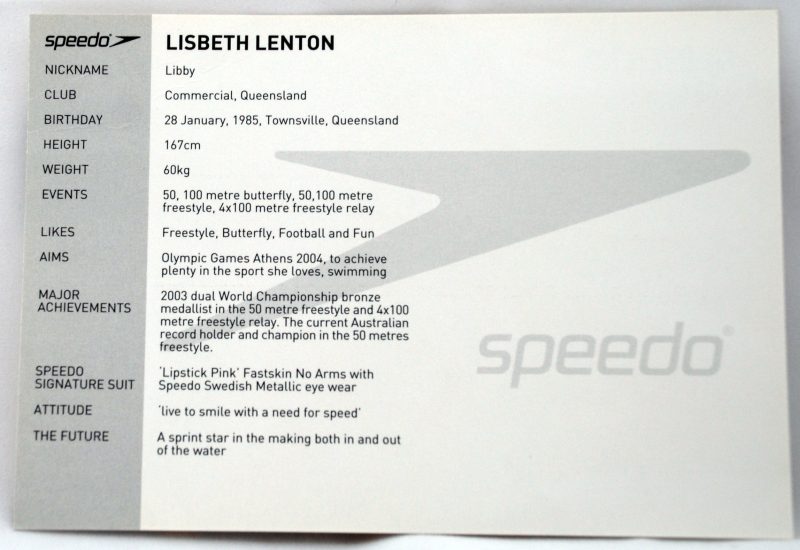 speedo
LISBETH LENTON
NICKNAME Libby
CLUB Commercial, Queensland
BIRTHDAY 28 January, 1985, Townsville, Queensland
HEIGHT 167cm
WEIGHT 60kg
EVENTS 50, 100 metre butterfly, 50,100 metre
freestyle, 4x100 metre freestyle relay
LIKES Freestyle, Butterfly, Football and Fun
AIMS Olympic Games Athens 2004, to achieve
plenty in the sport she loves, swimming
MAJOR
ACHIEVEMENTS
2003 dual World Championship bronze
medallist in the 50 metre freestyle and 4x100
metre freestyle relay. The current Australian
record holder and champion in the 50 metres
freestyle.
speedo®
SPEEDO
SIGNATURE SUIT
'Lipstick Pink' Fastskin No Arms with
Speedo Swedish Metallic eye wear
ATTITUDE 'live to smile with a need for speed'
THE FUTURE A sprint star in the making both in and out
of the water